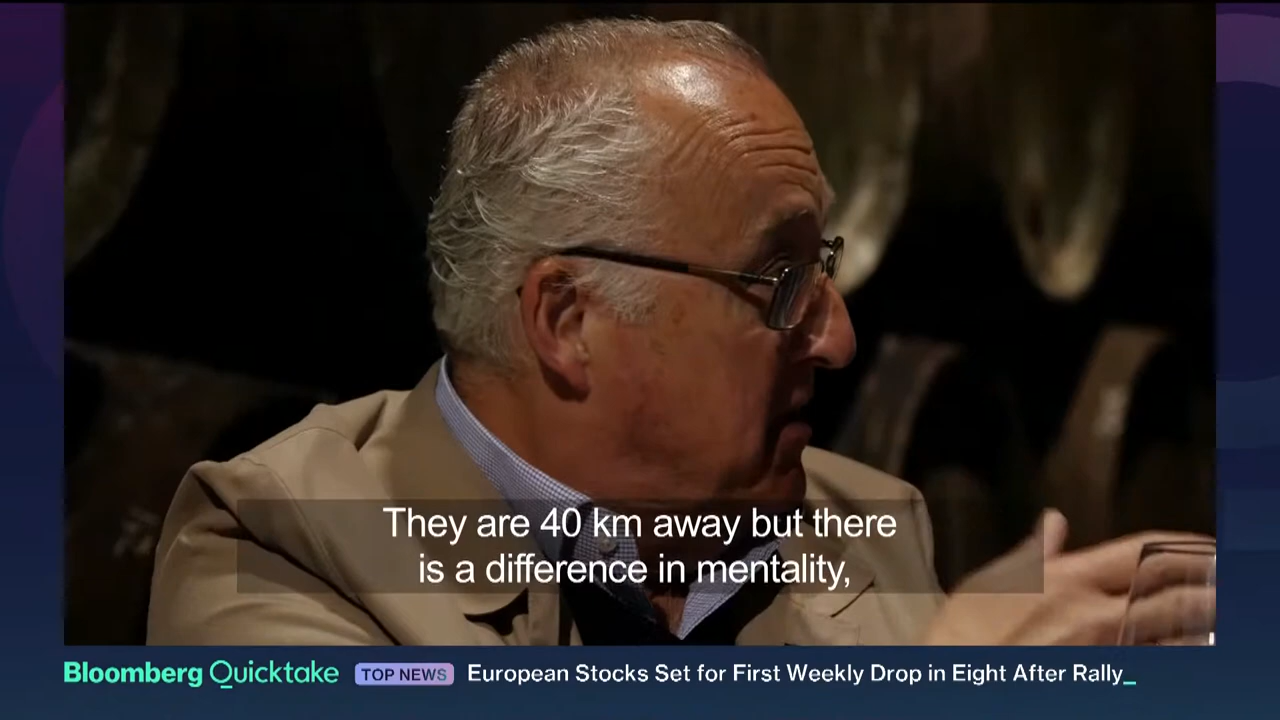 They are 40 km away but there
is a difference in mentality,
Bloomberg Quicktake TOP NEWS European Stocks Set for First Weekly Drop in Eight After Rally_